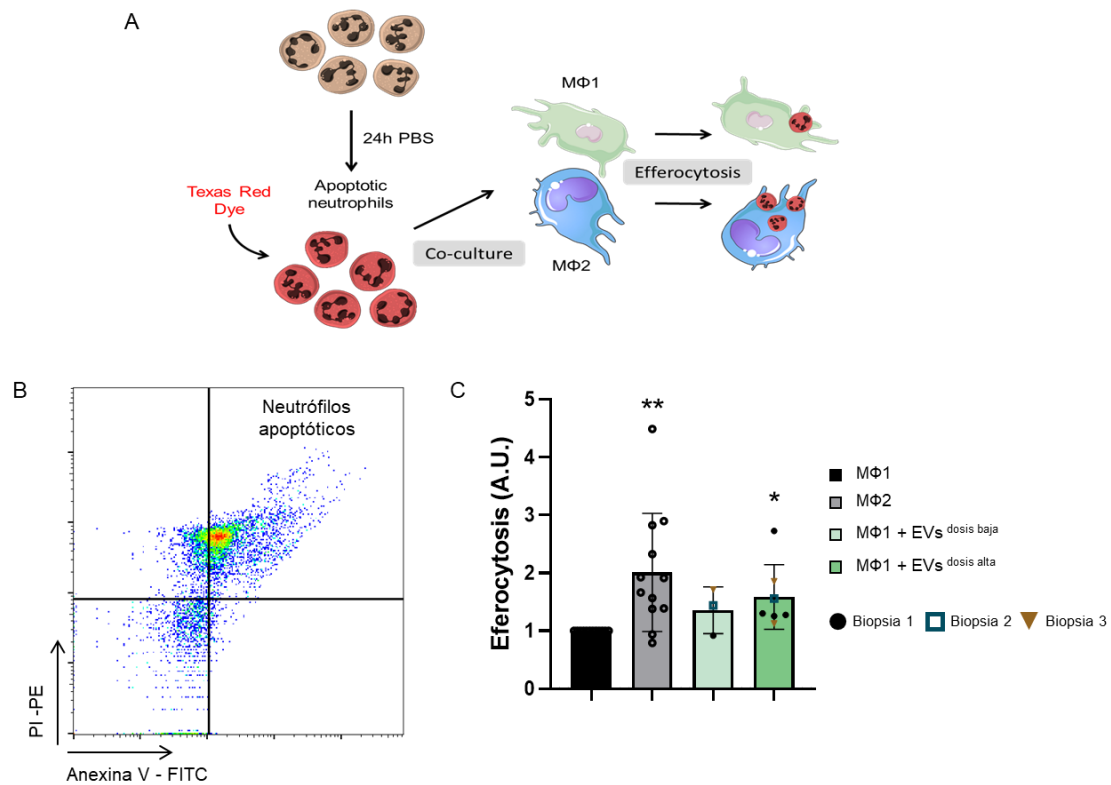 A
24h PBS
Apoptotic
neutrophils
Texas Red
Dye
Co-culture
MΦ1
MΦ2
Efferocytosis
B
Neutrófilos
apoptóticos
PI -PE
Anexina V - FITC
C
Eferocytosis (A.U.)
5
4
3
2
1
0
**
*
MΦ1
MΦ2
MΦ1 + EVs dosis baja
MΦ1 + EVs dosis alta
Biopsia 1 Biopsia 2 Biopsia 3